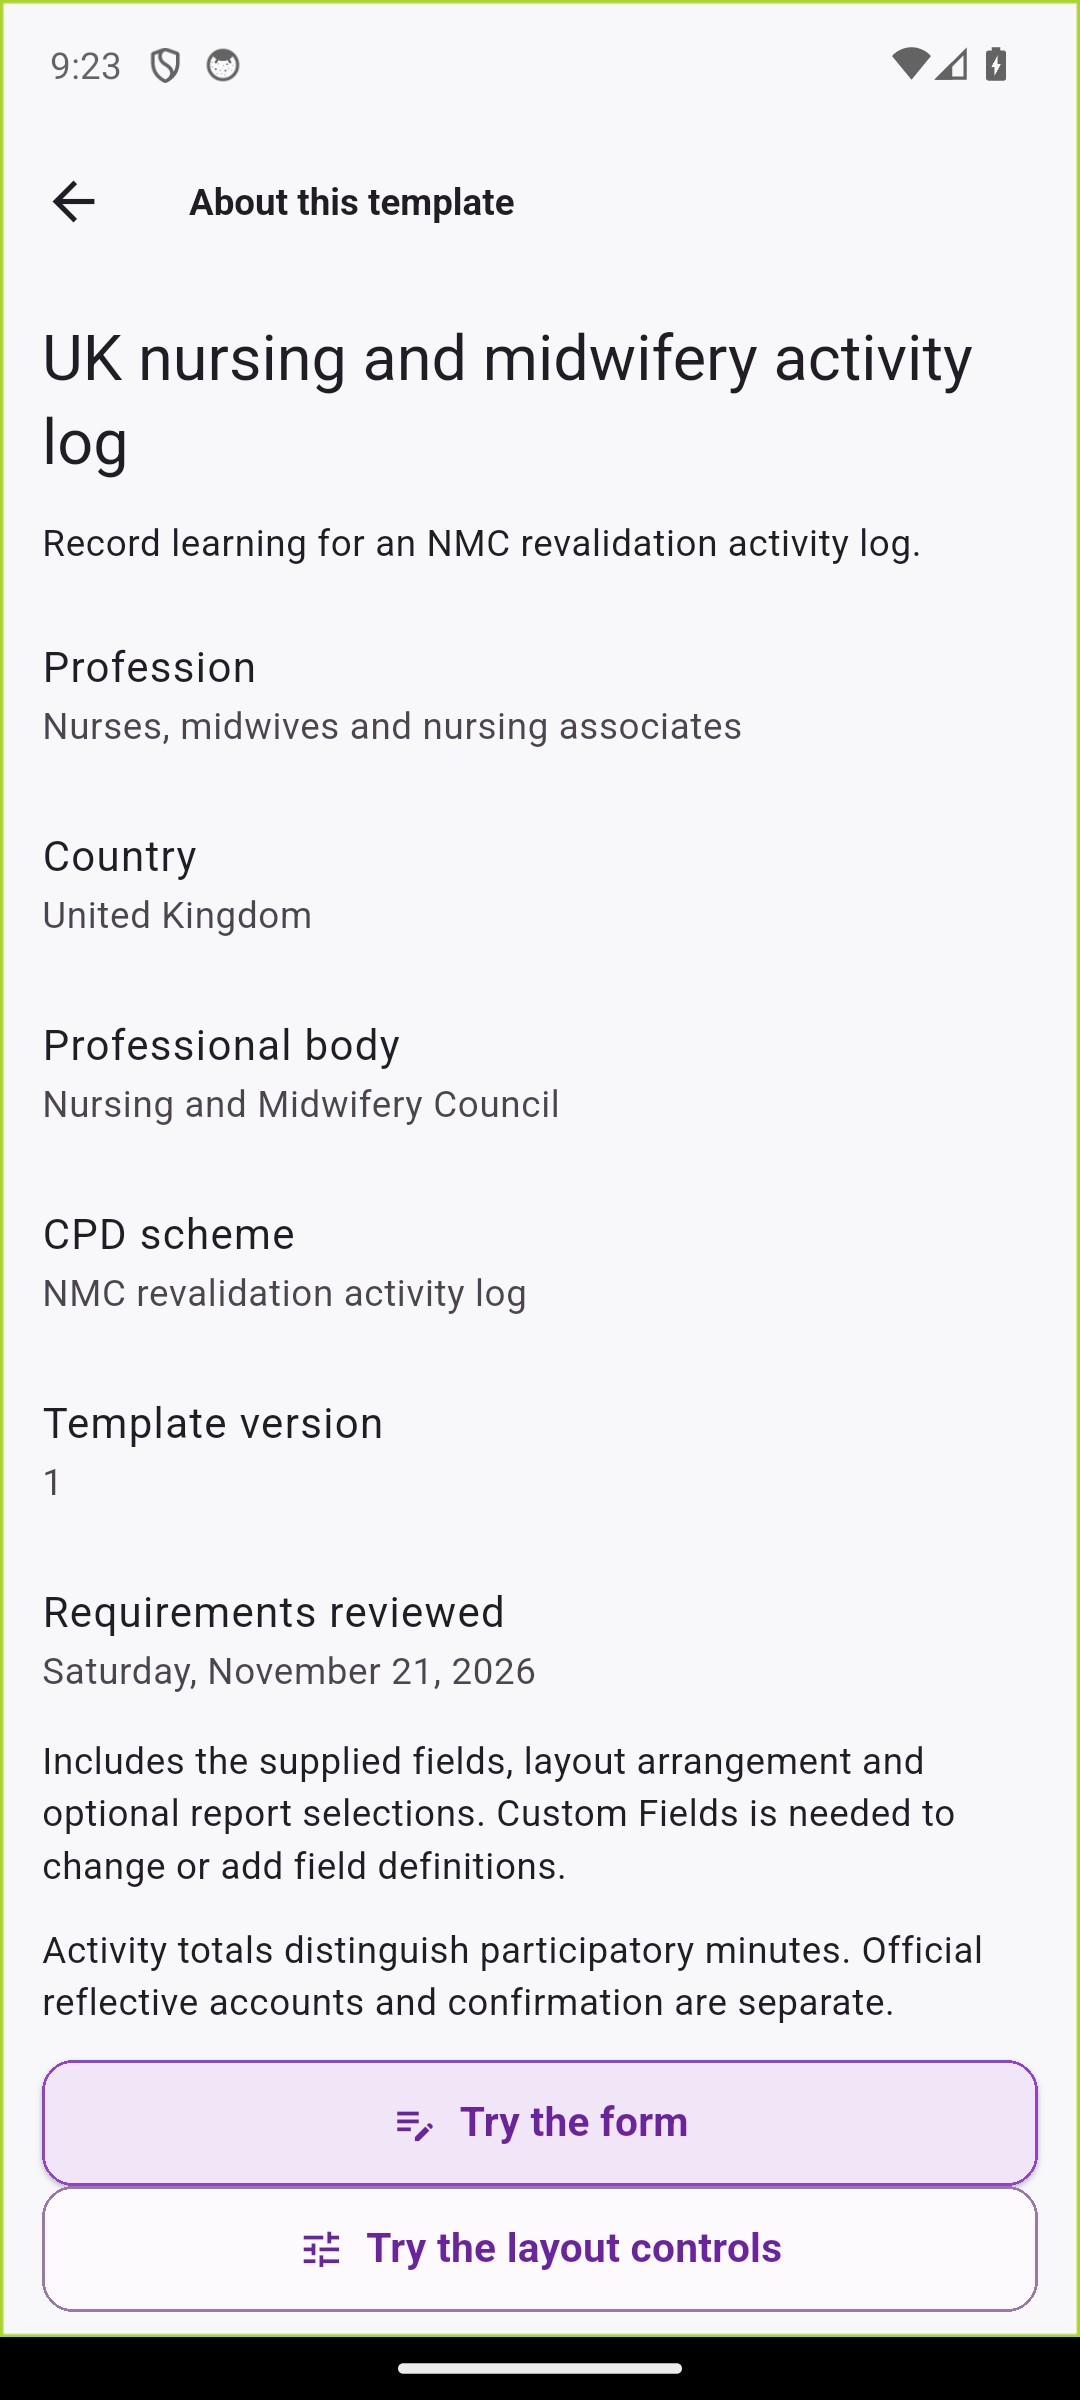 9:23
About this template
UK nursing and midwifery activity
log
Record learning for an NMC revalidation activity log.
Profession
Nurses, midwives and nursing associates
Country
United Kingdom
Professional body
Nursing and Midwifery Council
CPD scheme
NMC revalidation activity log
Template version
1
Requirements reviewed
Saturday, November 21, 2026
Includes the supplied fields, layout arrangement and
optional report selections. Custom Fields is needed to
change or add field definitions.
Activity totals distinguish participatory minutes. Official
reflective accounts and confirmation are separate.
Try the form
Try the layout controls